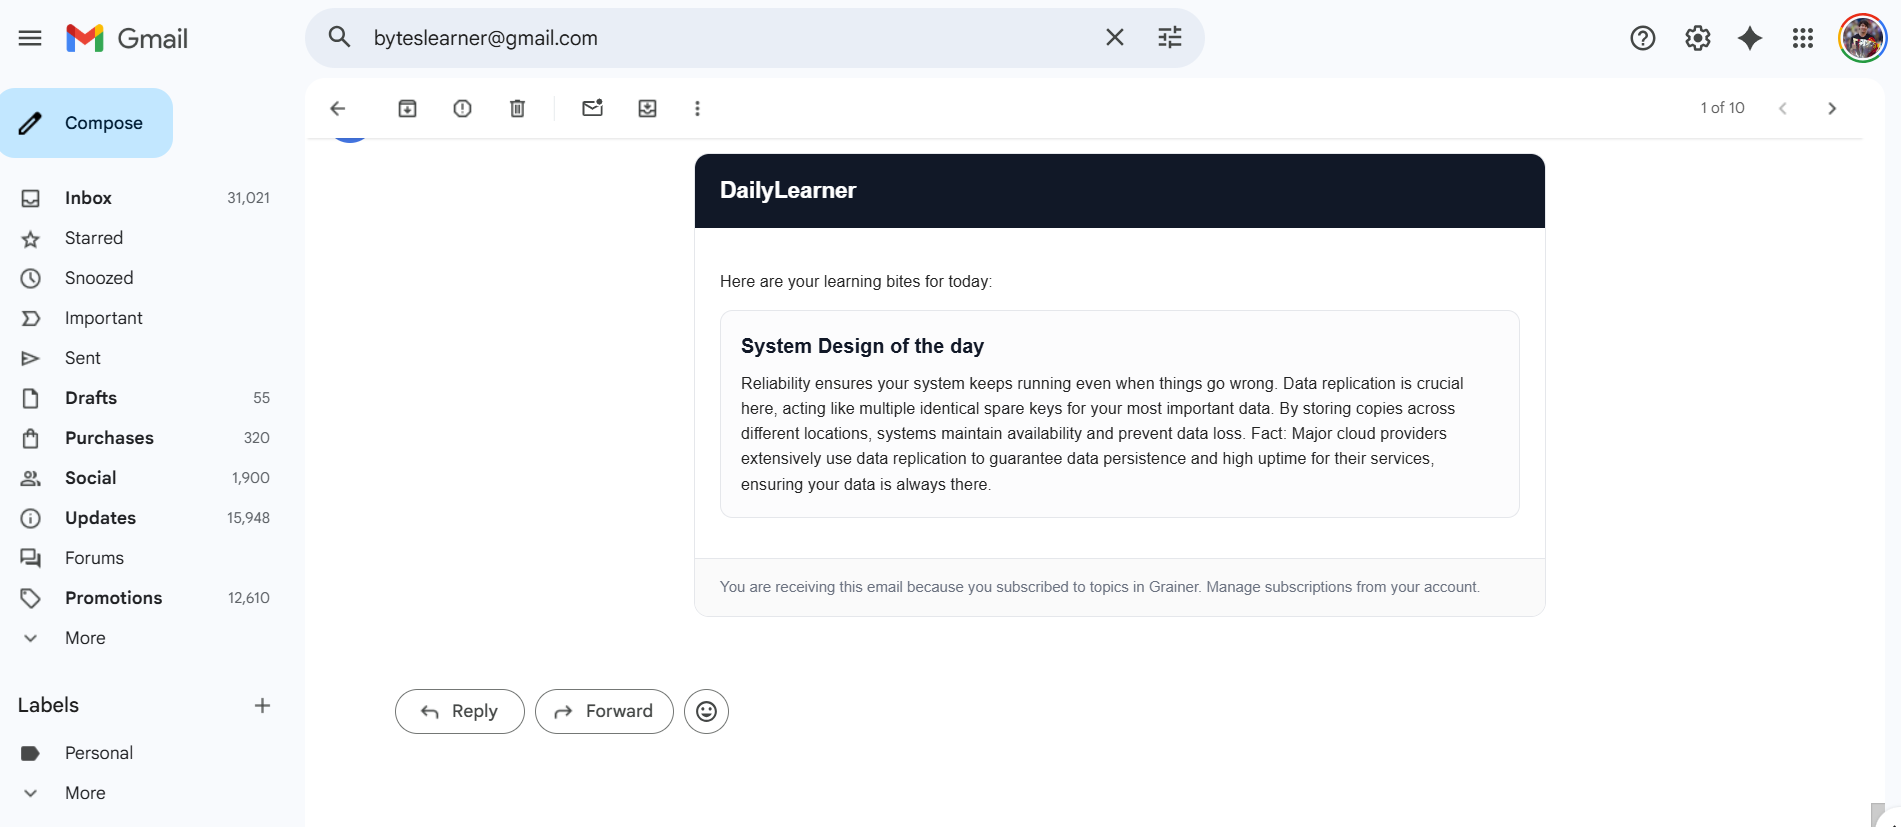 Gmail
byteslearner@gmail.com
Compose
1 of 10
Inbox 31,021
Starred
Snoozed
Important
Sent
Drafts 55
Purchases 320
Social 1,900
Updates 15,948
Forums
Promotions 12,610
More
Labels
Personal
More
DailyLearner
Here are your learning bites for today:
System Design of the day
Reliability ensures your system keeps running even when things go wrong. Data replication is crucial
here, acting like multiple identical spare keys for your most important data. By storing copies across
different locations, systems maintain availability and prevent data loss. Fact: Major cloud providers
extensively use data replication to guarantee data persistence and high uptime for their services,
ensuring your data is always there.
You are receiving this email because you subscribed to topics in Grainer. Manage subscriptions from your account.
Reply
Forward